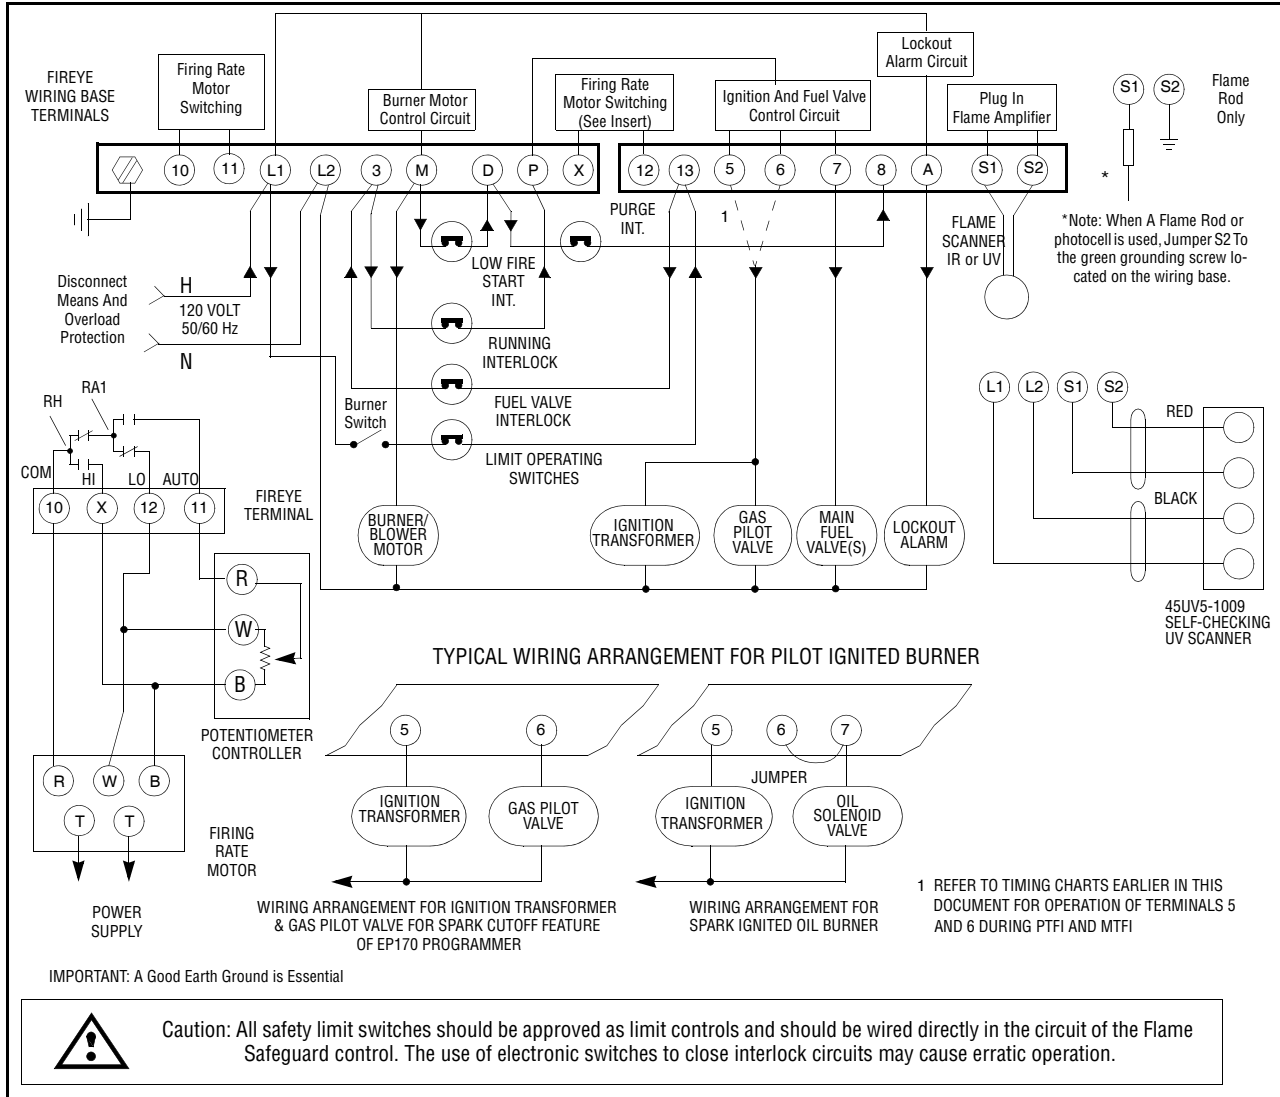 FIREYE
WIRING BASE
TERMINALS
Firing Rate
Motor
Switching
Burner Motor
Control Circuit
Firing Rate
Motor Switching
(See Insert)
Ignition And Fuel Valve
Control Circuit
Lockout
Alarm Circuit
Plug In
Flame Amplifier
S1
S2
Flame
Rod
Only
10
11
L1
L2
3
M
D
P
X
12
13
5
6
7
8
A
S1
S2
*
PURGE
INT.
1
LOW FIRE
START
INT.
FLAME
SCANNER
IR or UV
*Note: When A Flame Rod or
photocell is used, Jumper S2 To
the green grounding screw lo-
cated on the wiring base.
Disconnect
Means And
Overload
Protection
H
120 VOLT
50/60 Hz
N
RUNNING
INTERLOCK
FUEL VALVE
INTERLOCK
Burner
Switch
LIMIT OPERATING
SWITCHES
RA1
RH
COM
HI
LO
AUTO
10
X
12
11
FIREYE
TERMINAL
BURNER/
BLOWER
MOTOR
IGNITION
TRANSFORMER
GAS
PILOT
VALVE
MAIN
FUEL
VALVE(S)
LOCKOUT
ALARM
L1
L2
S1
S2
RED
BLACK
45UV5-1009
SELF-CHECKING
UV SCANNER
R
W
B
POTENTIOMETER
CONTROLLER
TYPICAL WIRING ARRANGEMENT FOR PILOT IGNITED BURNER
R
W
B
T
T
FIRING
RATE
MOTOR
POWER
SUPPLY
5
6
IGNITION
TRANSFORMER
GAS PILOT
VALVE
WIRING ARRANGEMENT FOR IGNITION TRANSFORMER
& GAS PILOT VALVE FOR SPARK CUTOFF FEATURE
OF EP170 PROGRAMMER
5
6
7
JUMPER
IGNITION
TRANSFORMER
OIL
SOLENOID
VALVE
WIRING ARRANGEMENT FOR
SPARK IGNITED OIL BURNER
1 REFER TO TIMING CHARTS EARLIER IN THIS
DOCUMENT FOR OPERATION OF TERMINALS 5
AND 6 DURING PTFI AND MTFI
IMPORTANT: A Good Earth Ground is Essential
Caution: All safety limit switches should be approved as limit controls and should be wired directly in the circuit of the Flame
Safeguard control. The use of electronic switches to close interlock circuits may cause erratic operation.